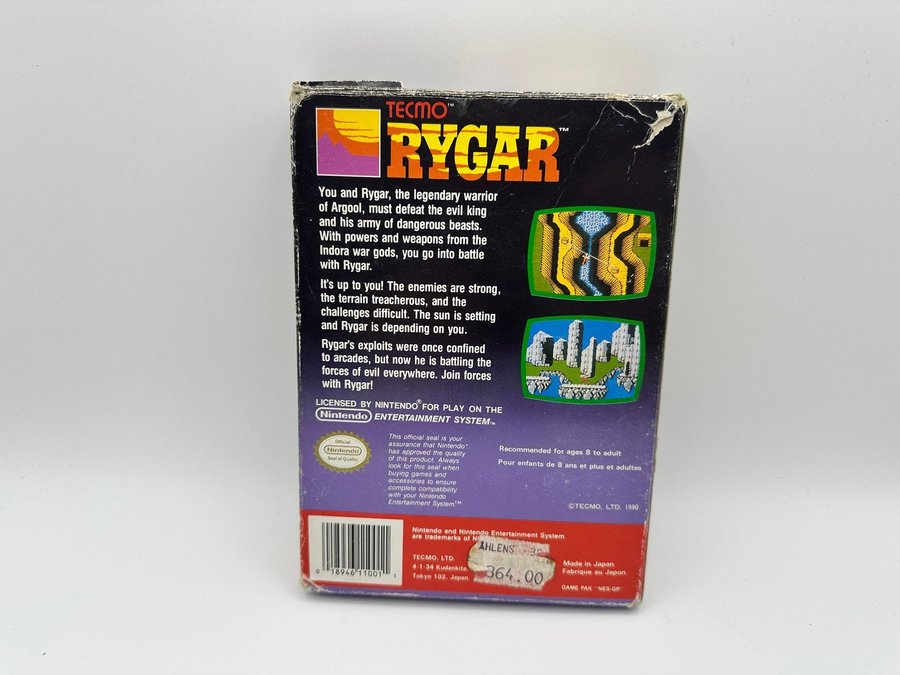 TECMO™
RYGAR™
You and Rygar, the legendary warrior
of Argool, must defeat the evil king
and his army of dangerous beasts.
With powers and weapons from the
Indora war gods, you go into battle
with Rygar.
It's up to you! The enemies are strong,
the terrain treacherous, and the
challenges difficult. The sun is setting
and Rygar is depending on you.
Rygar's exploits were once confined
to arcades, but now he is battling the
forces of evil everywhere. Join forces
with Rygar!
LICENSED BY NINTENDO® FOR PLAY ON THE
Nintendo ENTERTAINMENT SYSTEM™
Official
Nintendo
Seal of Quality
This official seal is your
assurance that Nintendo®
has approved the quality
of this product. Always
look for this seal when
buying games and
accessories to ensure
complete compatibility
with your Nintendo
Entertainment System™
Recommended for ages 8 to adult
Pour enfants de 8 ans et plus et adultes
©TECMO, LTD. 1990
0 18946 11001 1
Nintendo and Nintendo Entertainment System
are trademarks of
TECMO, LTD.
4-1-34 Kudankita
Tokyo 102, Japan
ÅHLENS
364.00
Made in Japan
Fabriqué au Japon
GAME PAK "NES-GP"